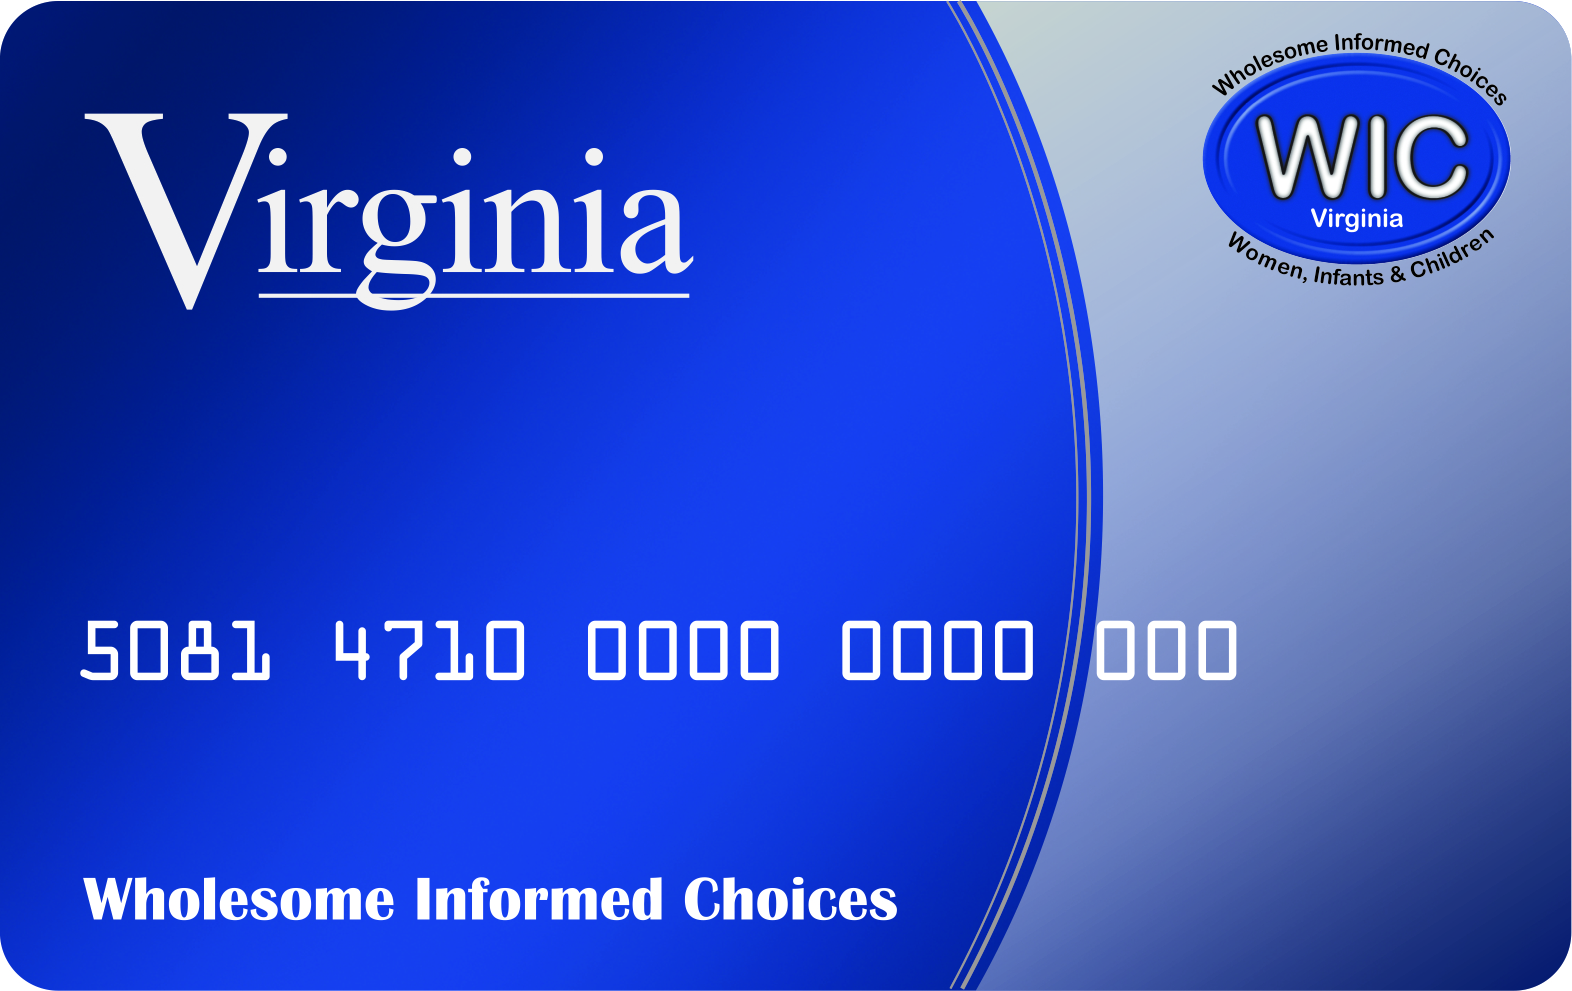 Virginia
Wholesome Informed Choices
WIC
Virginia
Women, Infants & Children
5081 4710 0000 0000 000
Wholesome Informed Choices